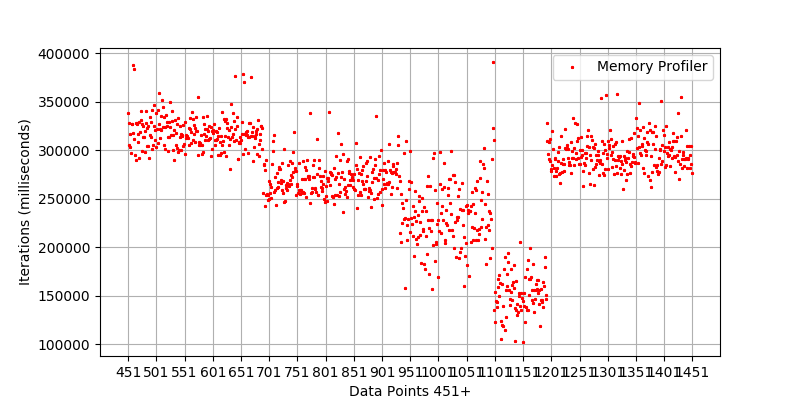 400000
350000
300000
250000
200000
150000
100000
Iterations (milliseconds)
Memory Profiler
451 501 551 601 651 701 751 801 851 901 951 1001 1051 1101 1151 1201 1251 1301 1351 1401 1451
Data Points 451+